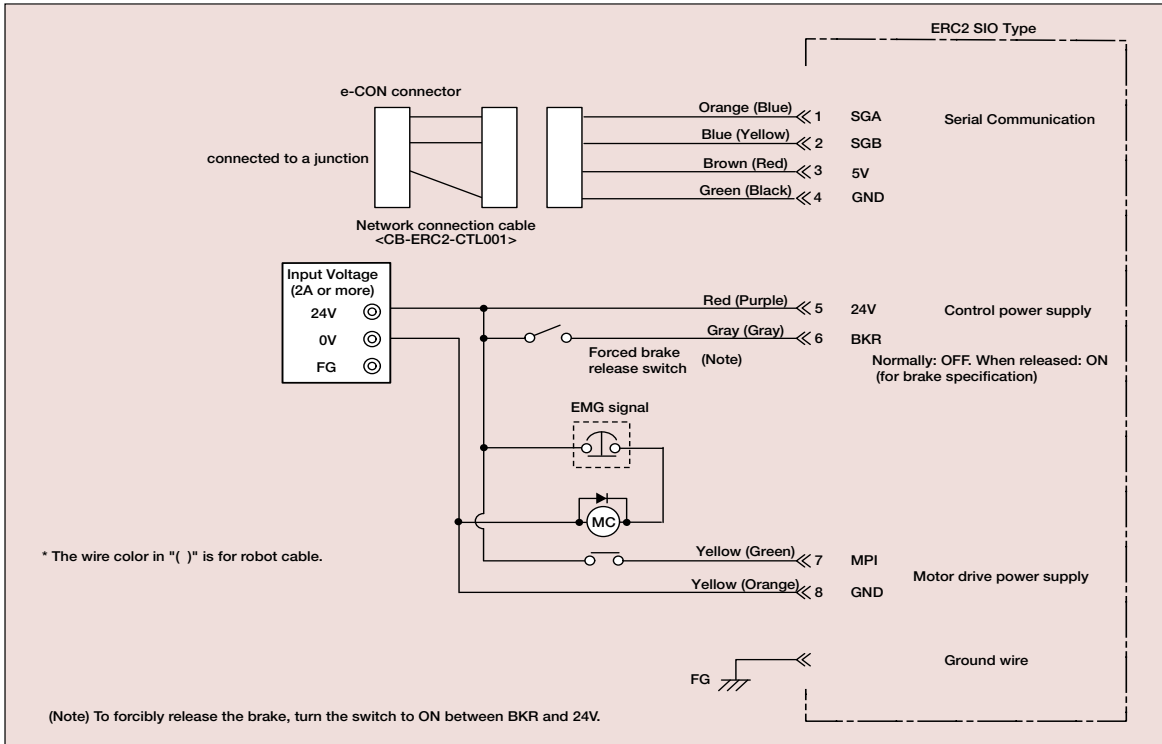 ERC2 SIO Type
e-CON connector
connected to a junction
Network connection cable
<CB-ERC2-CTL001>
Orange (Blue) 1 SGA Serial Communication
Blue (Yellow) 2 SGB
Brown (Red) 3 5V
Green (Black) 4 GND
Input Voltage
(2A or more)
24V
0V
FG
Red (Purple) 5 24V Control power supply
Gray (Gray) 6 BKR
Forced brake
release switch
(Note)
Normally: OFF. When released: ON
(for brake specification)
EMG signal
MC
* The wire color in "( )" is for robot cable.
Yellow (Green) 7 MPI
Motor drive power supply
Yellow (Orange) 8 GND
Ground wire
FG
(Note) To forcibly release the brake, turn the switch to ON between BKR and 24V.